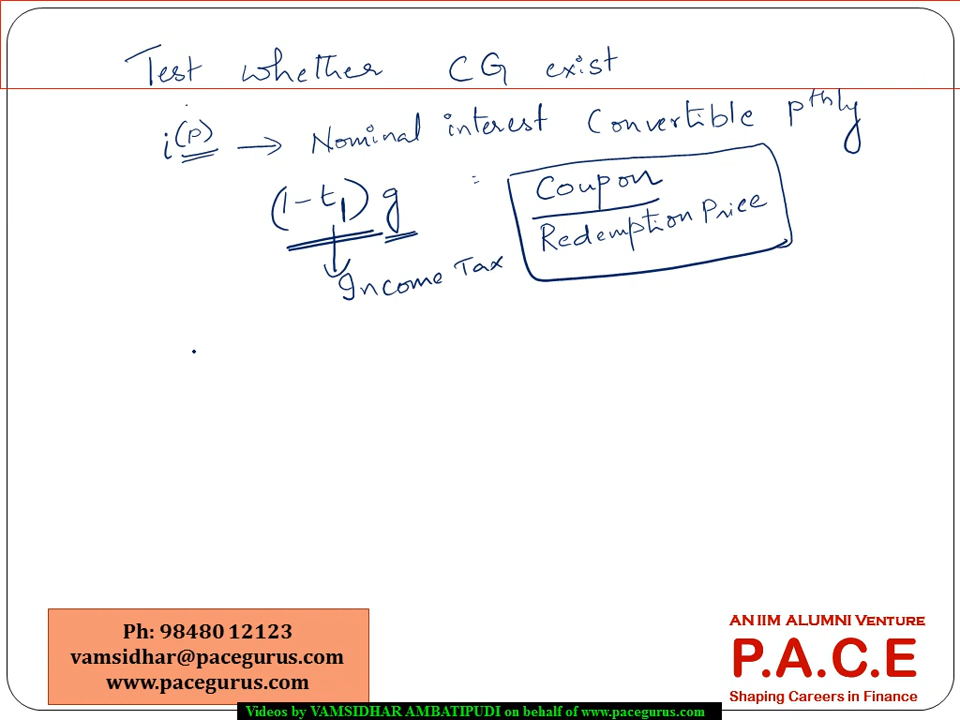 Test whether CG exist
i(p) → Nominal interest Convertible pthly
(1-t1) g = Coupon
Redemption Price
Income Tax
Ph: 98480 12123
vamsidhar@pacegurus.com
www.pacegurus.com
AN IIM ALUMNI VENTURE
P.A.C.E
Shaping Careers in Finance
Videos by VAMSIDHAR AMBATIPUDI on behalf of www.pacegurus.com